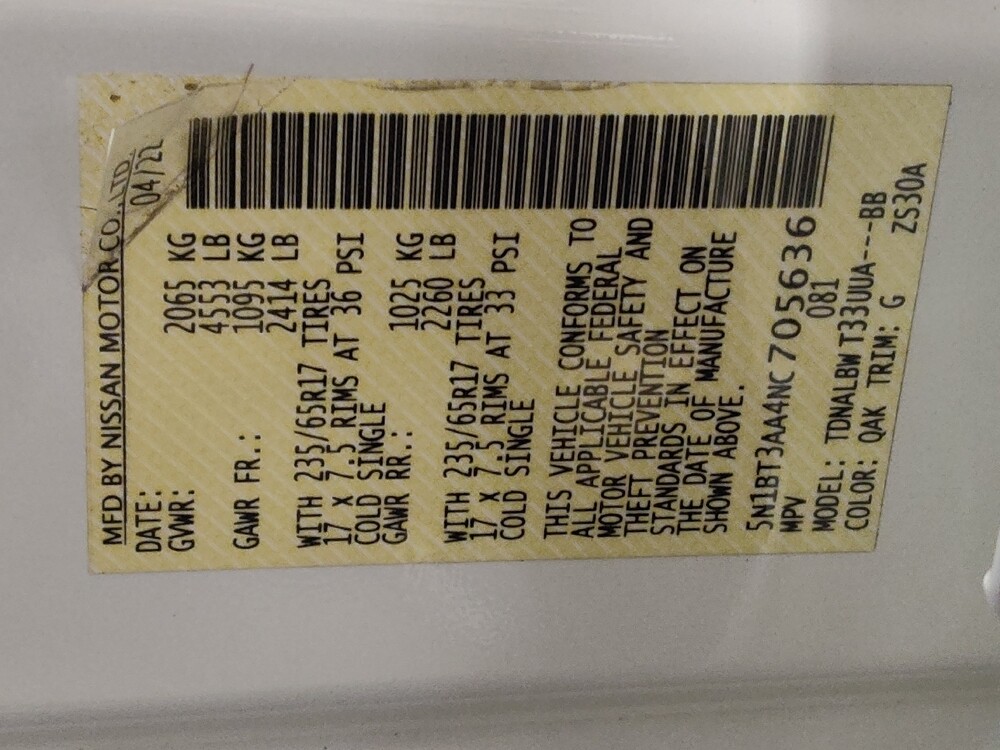 MFD BY NISSAN MOTOR CO.,LTD.
DATE: 04/22
GVWR: 2065 KG
4553 LB
GAWR FR.: 1095 KG
2414 LB
WITH 235/65R17 TIRES
17 X 7.5 RIMS AT 36 PSI
COLD SINGLE
GAWR RR.: 1025 KG
2260 LB
WITH 235/65R17 TIRES
17 X 7.5 RIMS AT 33 PSI
COLD SINGLE
THIS VEHICLE CONFORMS TO
ALL APPLICABLE FEDERAL
MOTOR VEHICLE SAFETY AND
THEFT PREVENTION
STANDARDS IN EFFECT ON
THE DATE OF MANUFACTURE
SHOWN ABOVE.
5N1BT3AA4NC705636
MPV 081
MODEL: TDNALBW T33UUA---BB
COLOR: QAK TRIM: G ZS30A